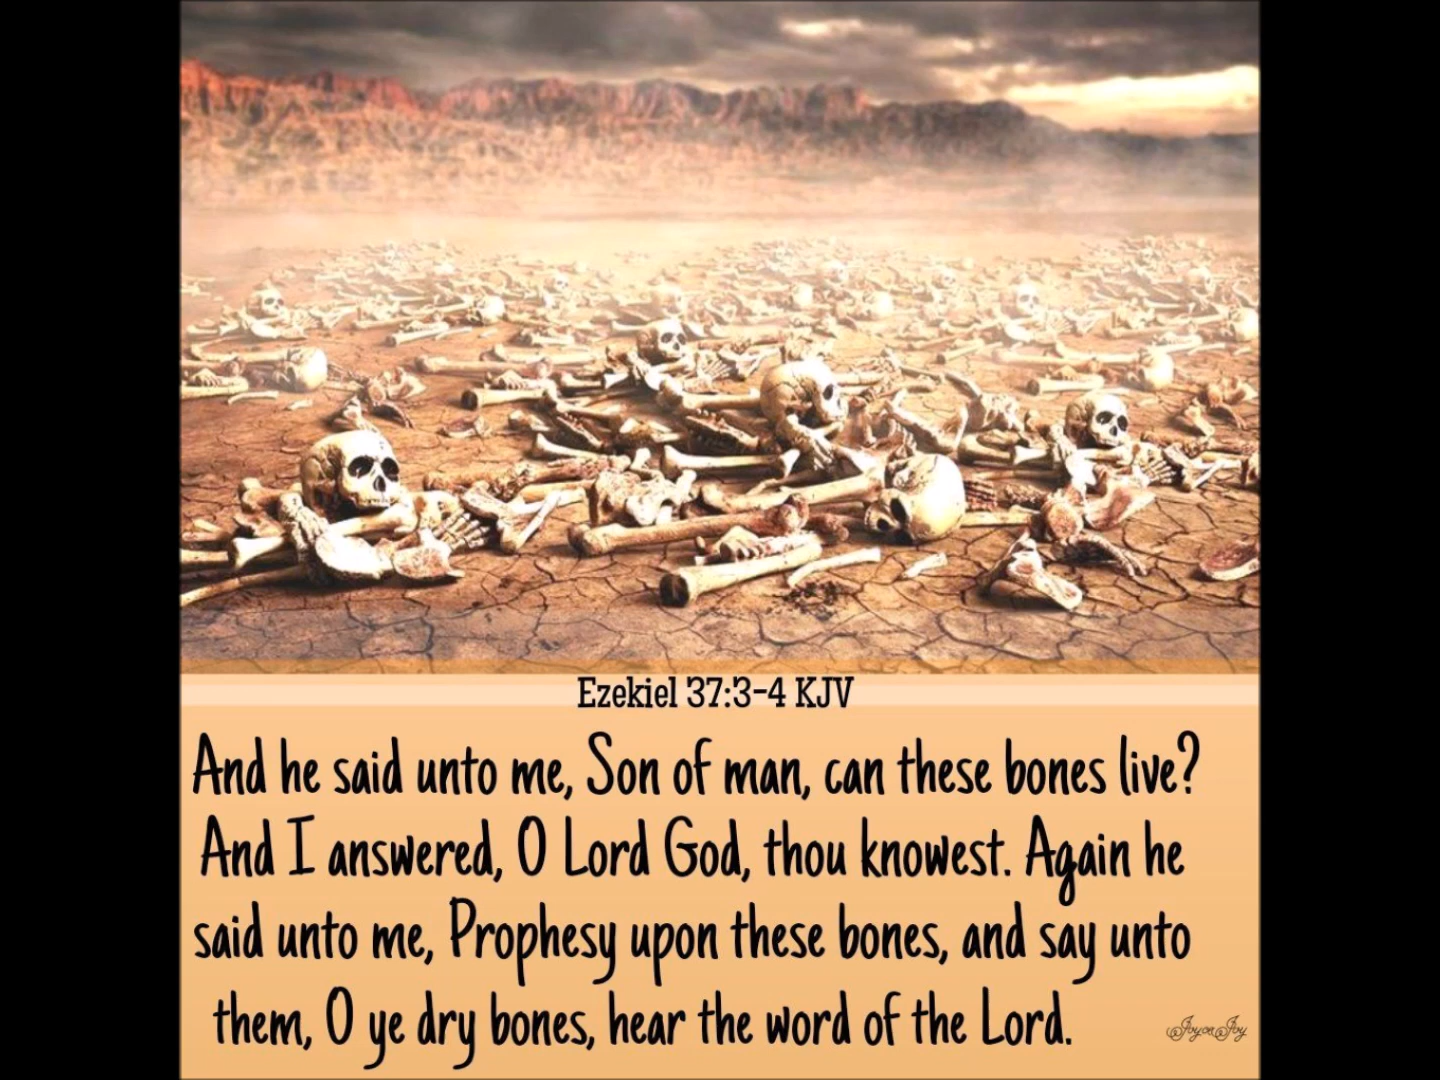 Ezekiel 37:3-4 KJV
And he said unto me, Son of man, can these bones live?
And I answered, O Lord God, thou knowest. Again he
said unto me, Prophesy upon these bones, and say unto
them, O ye dry bones, hear the word of the Lord.